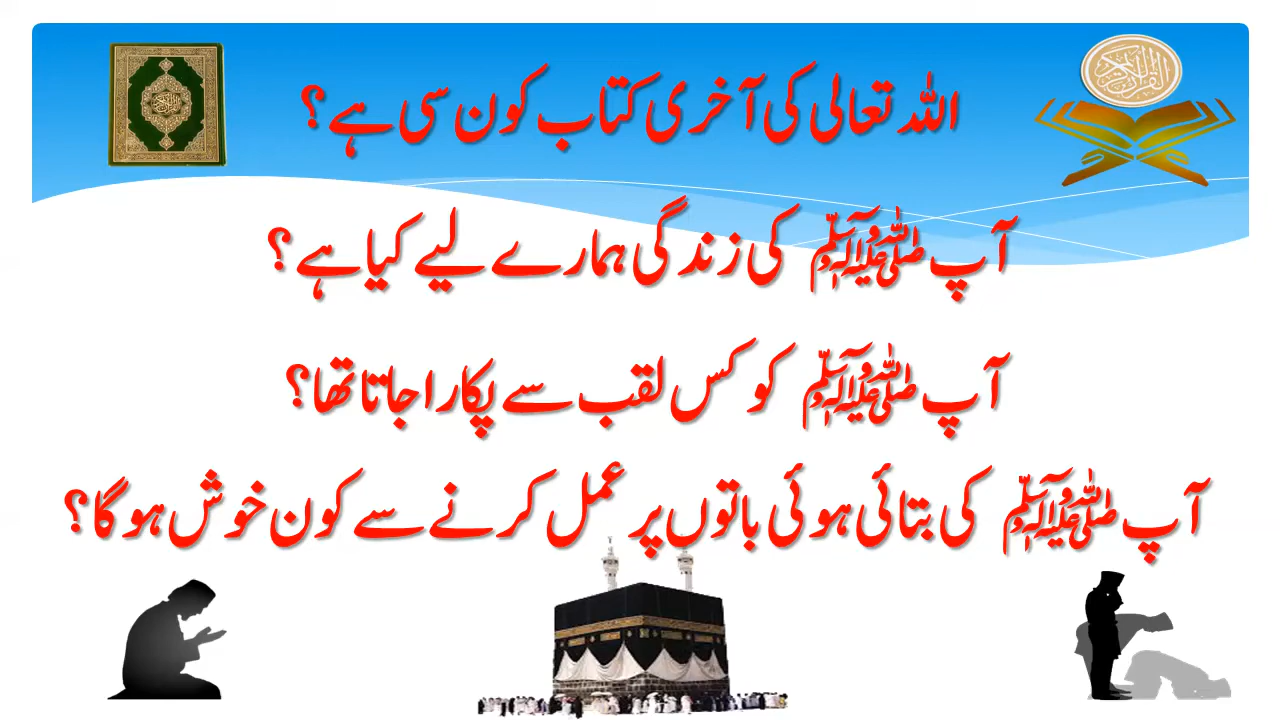 اللہ تعالی کی آخری کتاب کون سی ہے؟
آپ ﷺ کی زندگی ہمارے لیے کیا ہے؟
آپ ﷺ کو کس لقب سے پکارا جاتا تھا؟
آپ ﷺ کی بتائی ہوئی باتوں پر عمل کرنے سے کون خوش ہو گا؟